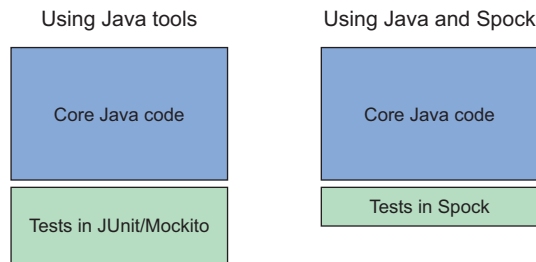 Using Java tools
Using Java and Spock
Core Java code
Core Java code
Tests in JUnit/Mockito
Tests in Spock